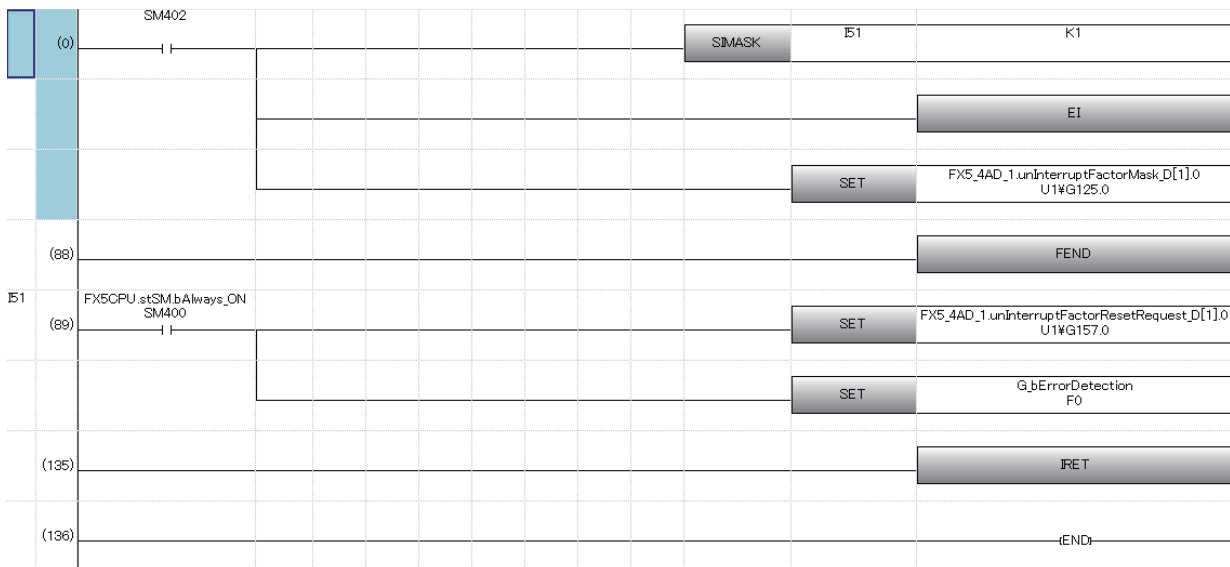 SM402
(0) SIMASK I51 K1
EI
SET FX5_4AD_1.unInterruptFactorMask_D[1].0
U1¥G125.0
(88) FEND
I51 FX5CPU.stSM.bAlways_ON
SM400
(89) SET FX5_4AD_1.unInterruptFactorResetRequest_D[1].0
U1¥G157.0
SET G_bErrorDetection
F0
(135) IRET
(136) [END]